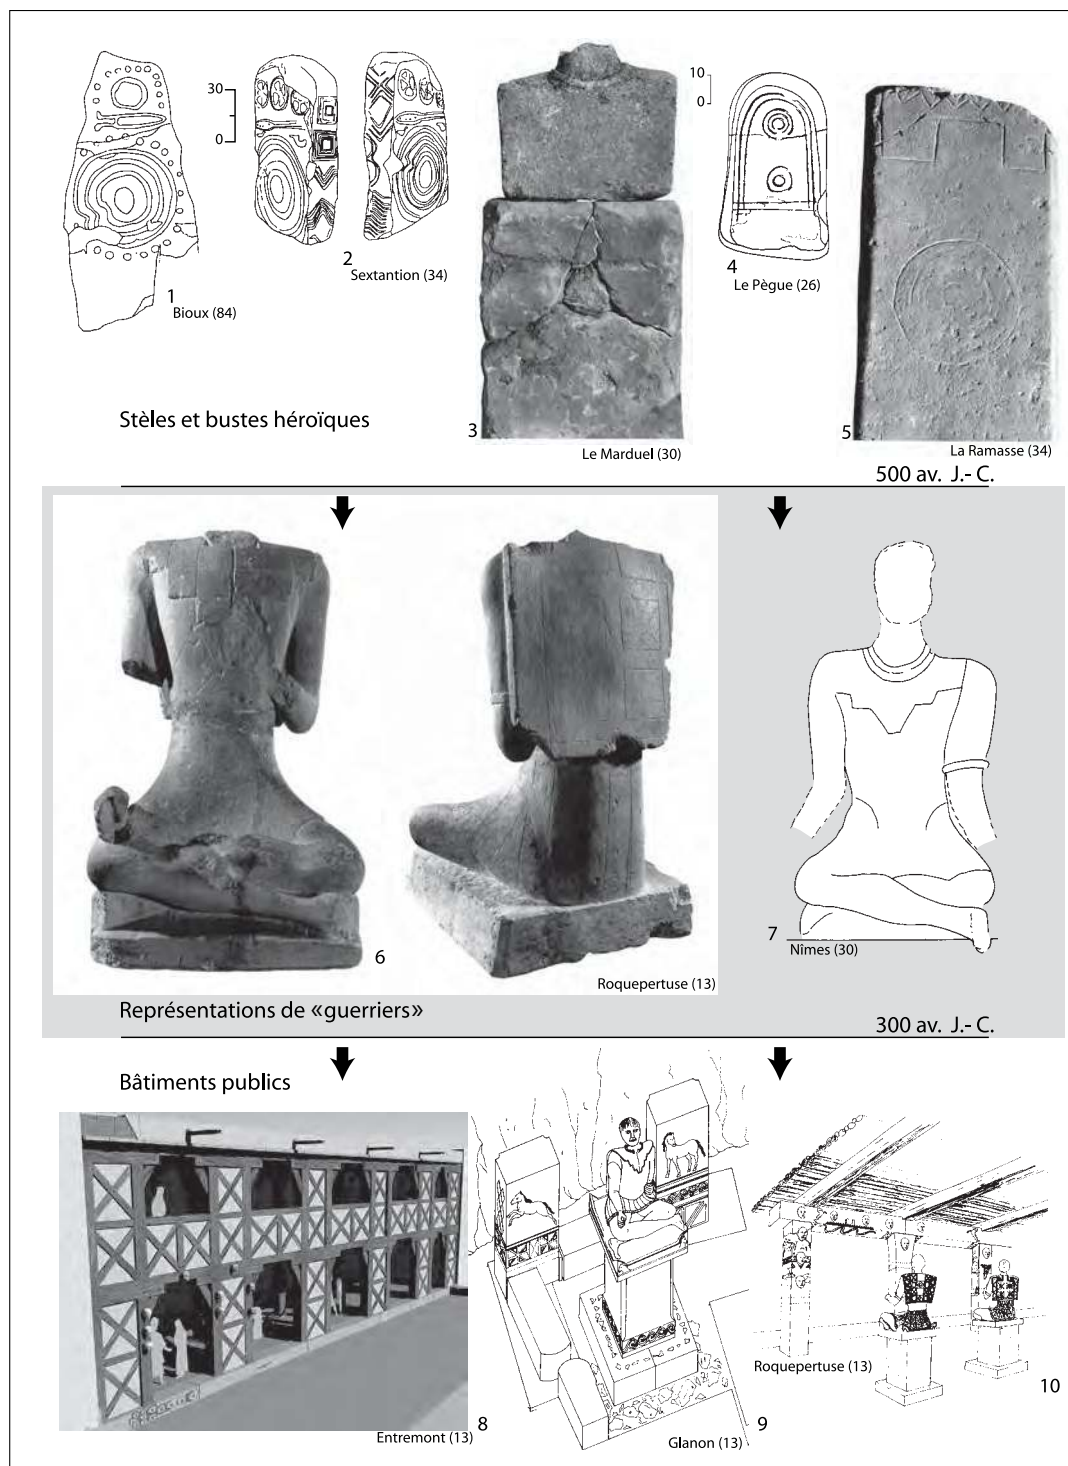 30
0
10
0
1
Bioux (84)
2
Sextantion (34)
3
Le Marduel (30)
4
Le Pègue (26)
5
La Ramasse (34)
Stèles et bustes héroïques
500 av. J.- C.
6
Roquepertuse (13)
7
Nîmes (30)
Représentations de «guerriers»
300 av. J.- C.
Bâtiments publics
8
Entremont (13)
9
Glanon (13)
Roquepertuse (13)
10